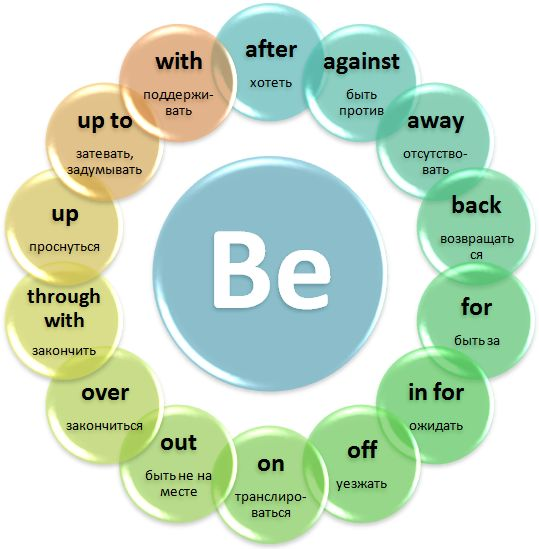 Be
after
хотеть
against
быть
против
away
отсутство-
вать
back
возвращать
ся
for
быть за
in for
ожидать
off
уезжать
on
транслиро-
ваться
out
быть не на
месте
over
закончиться
through
with
закончить
up
проснуться
up to
затевать,
задумывать
with
поддержи-
вать